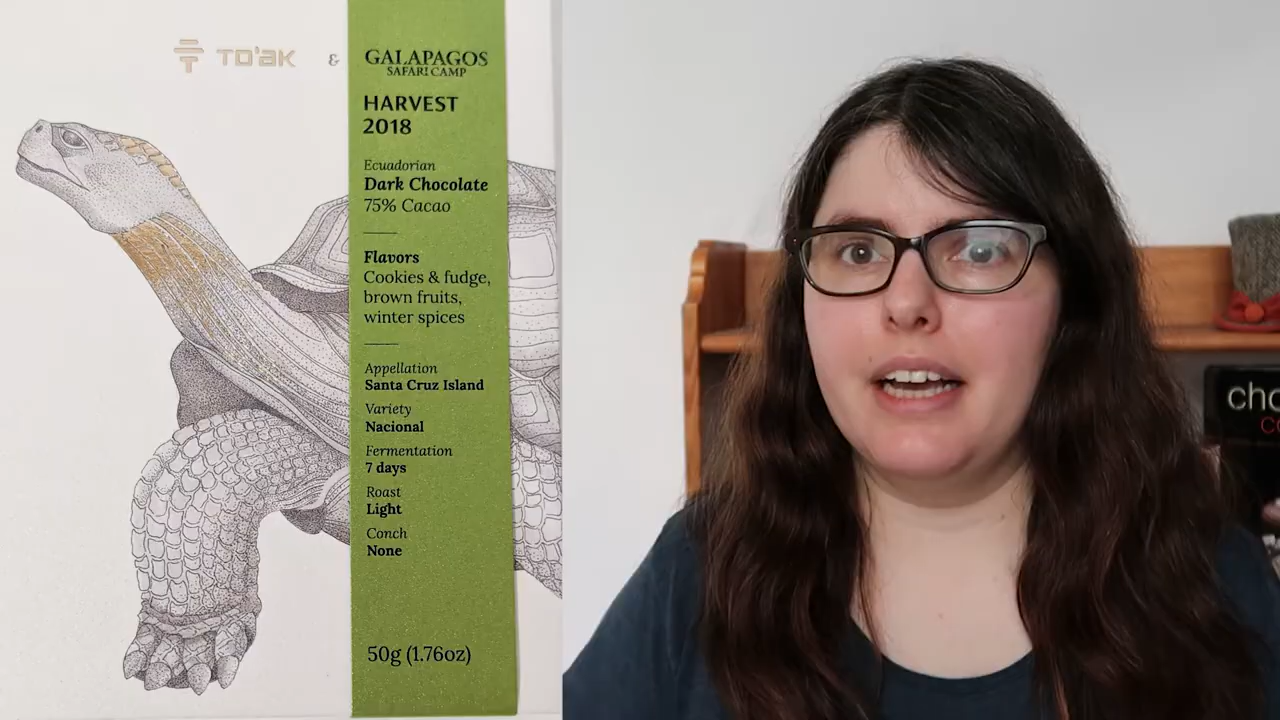 TO'AK & GALAPAGOS
SAFARI CAMP
HARVEST
2018
Ecuadorian
Dark Chocolate
75% Cacao
Flavors
Cookies & fudge,
brown fruits,
winter spices
Appellation
Santa Cruz Island
Variety
Nacional
Fermentation
7 days
Roast
Light
Conch
None
50g (1.76oz)